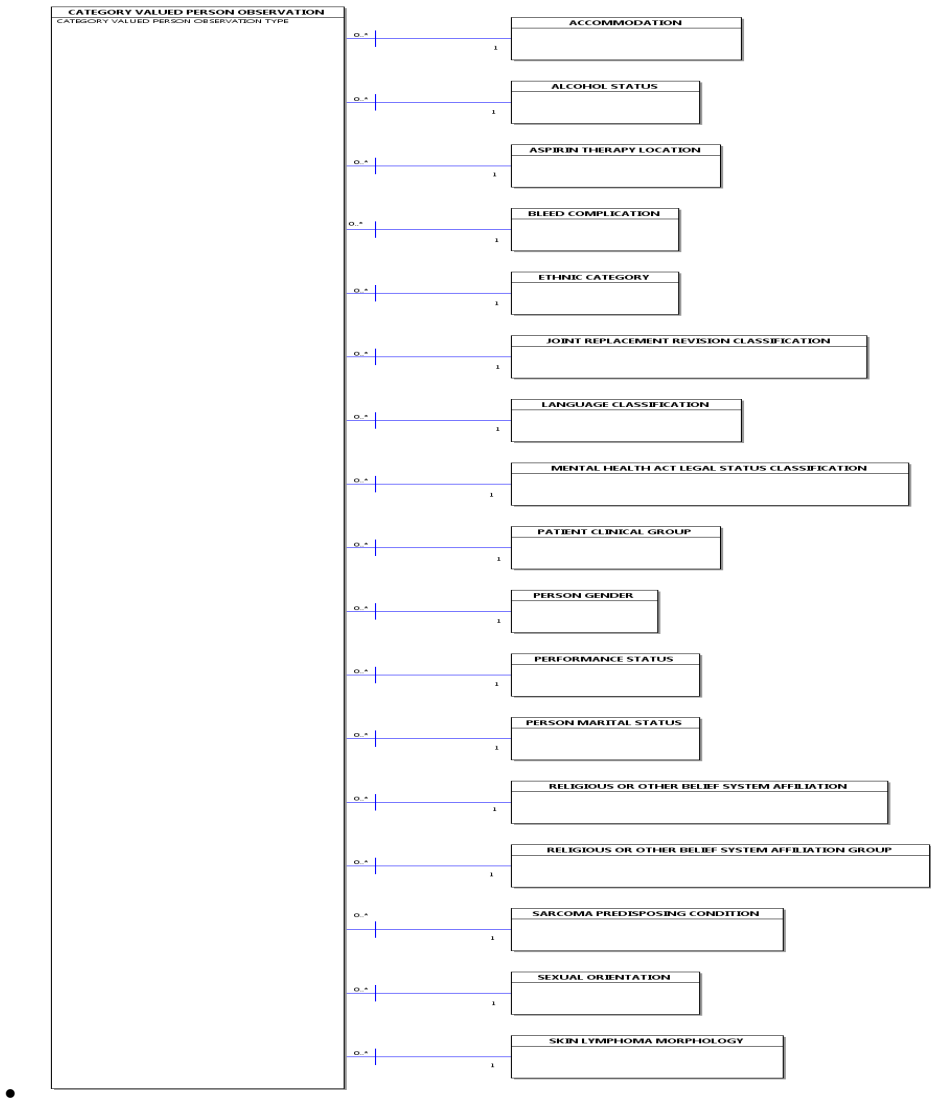 CATEGORY VALUED PERSON OBSERVATION
CATEGORY VALUED PERSON OBSERVATION TYPE
0..*
1
ACCOMMODATION
0..*
1
ALCOHOL STATUS
0..*
1
ASPIRIN THERAPY LOCATION
0..*
1
BLEED COMPLICATION
0..*
1
ETHNIC CATEGORY
0..*
1
JOINT REPLACEMENT REVISION CLASSIFICATION
0..*
1
LANGUAGE CLASSIFICATION
0..*
1
MENTAL HEALTH ACT LEGAL STATUS CLASSIFICATION
0..*
1
PATIENT CLINICAL GROUP
0..*
1
PERSON GENDER
0..*
1
PERFORMANCE STATUS
0..*
1
PERSON MARITAL STATUS
0..*
1
RELIGIOUS OR OTHER BELIEF SYSTEM AFFILIATION
0..*
1
RELIGIOUS OR OTHER BELIEF SYSTEM AFFILIATION GROUP
0..*
1
SARCOMA PREDISPOSING CONDITION
0..*
1
SEXUAL ORIENTATION
0..*
1
SKIN LYMPHOMA MORPHOLOGY